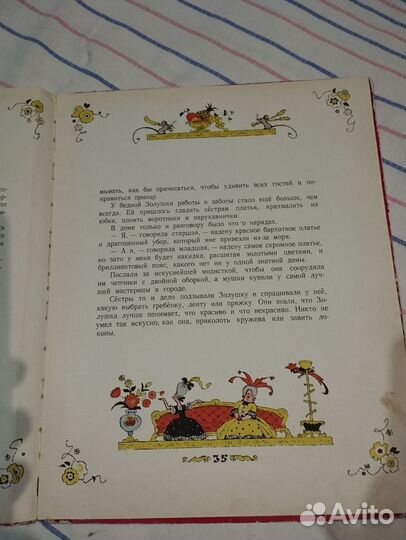 мывать, как бы причесаться, чтобы удивить всех гостей и по-
нравиться принцу.
У бедной Золушки работы и заботы стало ещё больше, чем
всегда. Ей пришлось гладить сёстрам платья, крахмалить их
юбки, плоить воротники и нарукавнички.
В доме только и разговору было что о нарядах.
— Я, — говорила старшая, — надену красное бархатное платье
и драгоценный убор, который мне привезли из-за моря.
— А я, — говорила младшая, — надену самое скромное платье,
но зато у меня будет накидка, расшитая золотыми цветами, и
бриллиантовый пояс, какого нет ни у одной знатной дамы.
Послали за искуснейшей модисткой, чтобы она соорудила
им чепчики с двойной оборкой, а мушки купили у самой луч-
шей мастерицы в городе.
Сёстры то и дело подзывали Золушку и спрашивали у неё,
какую выбрать гребёнку, ленту или пряжку. Они знали, что Зо-
лушка лучше понимает, что красиво и что некрасиво. Никто не
умел так искусно, как она, приколоть кружева или завить ло-
коны.
35
Avito